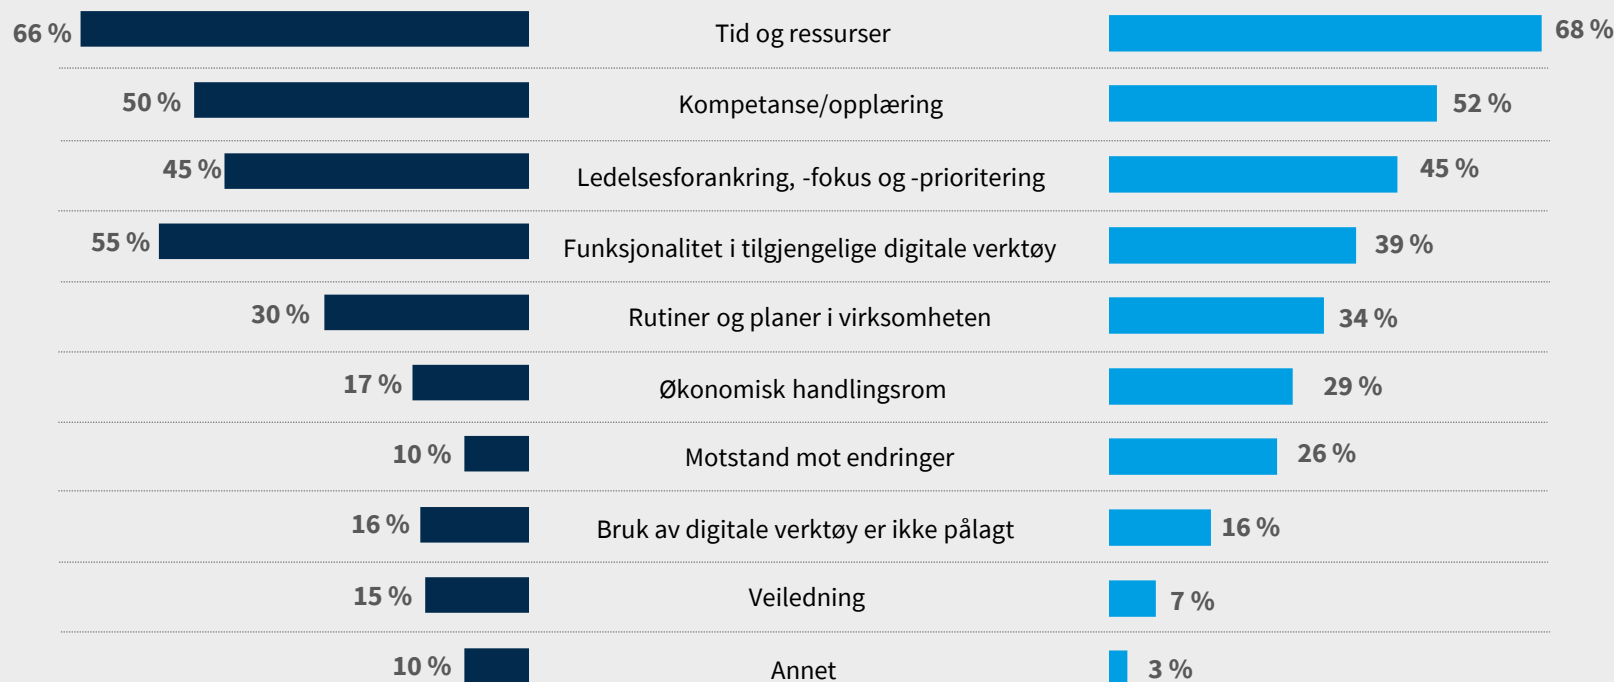 66 % Tid og ressurser 68 %
50 % Kompetanse/opplæring 52 %
45 % Ledelsesforankring, -fokus og -prioritering 45 %
55 % Funksjonalitet i tilgjengelige digitale verktøy 39 %
30 % Rutiner og planer i virksomheten 34 %
17 % Økonomisk handlingsrom 29 %
10 % Motstand mot endringer 26 %
16 % Bruk av digitale verktøy er ikke pålagt 16 %
15 % Veiledning 7 %
10 % Annet 3 %